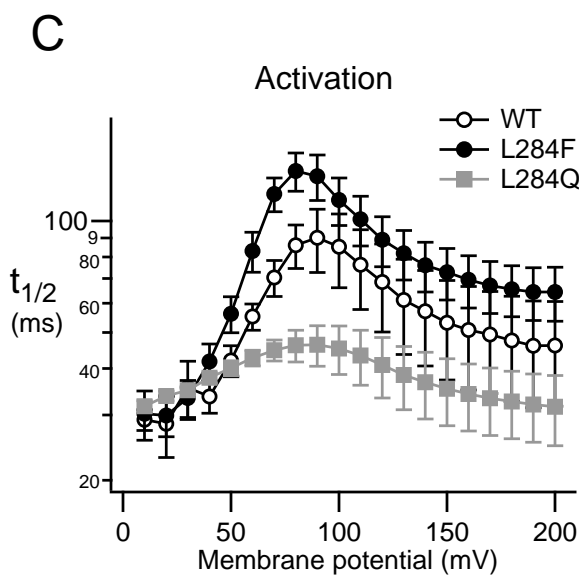 C
Activation
WT
L284F
L284Q
100
9
80
60
40
20
t1/2
(ms)
0
50
100
150
200
Membrane potential (mV)